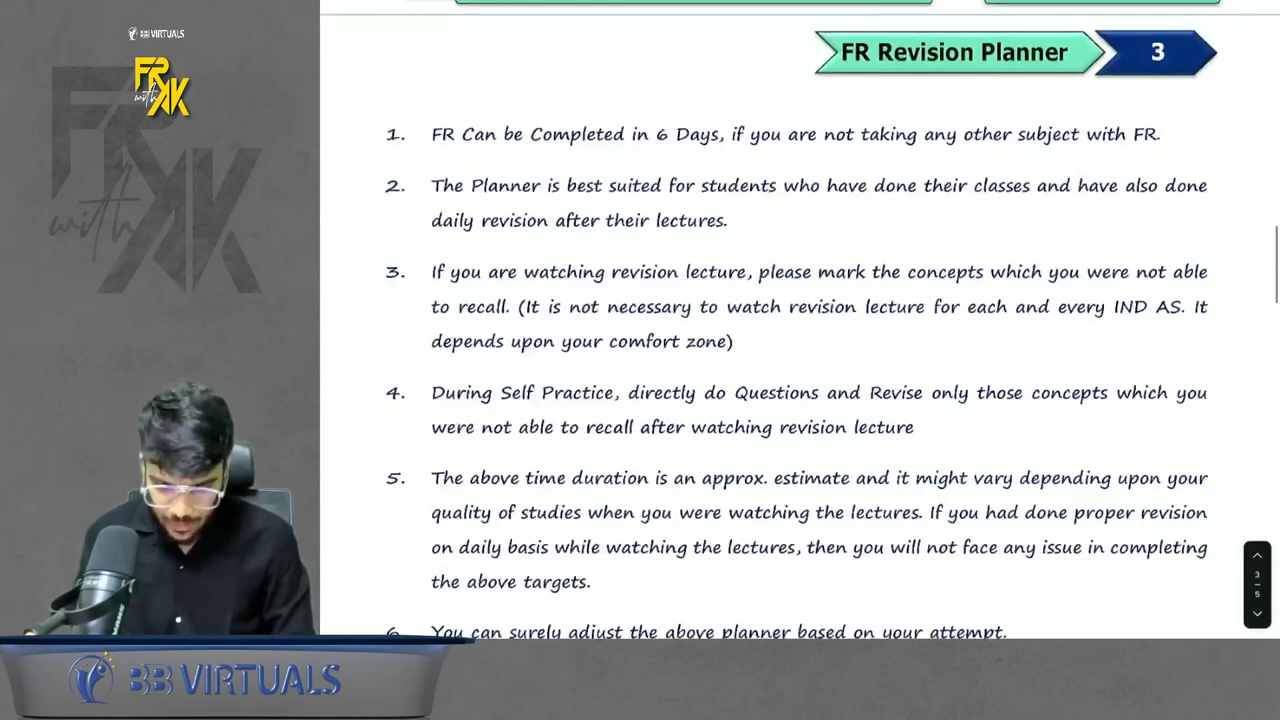 BB VIRTUALS
FR
with
AK
FR
with
AK
FR Revision Planner
3
1. FR Can be Completed in 6 Days, if you are not taking any other subject with FR.
2. The Planner is best suited for students who have done their classes and have also done
daily revision after their lectures.
3. If you are watching revision lecture, please mark the concepts which you were not able
to recall. (It is not necessary to watch revision lecture for each and every IND AS. It
depends upon your comfort zone)
4. During Self Practice, directly do Questions and Revise only those concepts which you
were not able to recall after watching revision lecture
5. The above time duration is an approx. estimate and it might vary depending upon your
quality of studies when you were watching the lectures. If you had done proper revision
on daily basis while watching the lectures, then you will not face any issue in completing
the above targets.
6. You can surely adjust the above planner based on your attempt.
3
5
BB VIRTUALS